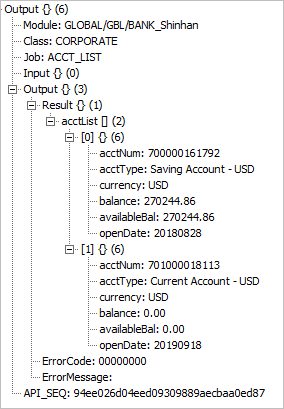 Output {} (6)
Module: GLOBAL/GBL/BANK_Shinhan
Class: CORPORATE
Job: ACCT_LIST
Input {} (0)
Output {} (3)
Result {} (1)
acctList [] (2)
[0] {} (6)
acctNum: 700000161792
acctType: Saving Account - USD
currency: USD
balance: 270244.86
availableBal: 270244.86
openDate: 20180828
[1] {} (6)
acctNum: 701000018113
acctType: Current Account - USD
currency: USD
balance: 0.00
availableBal: 0.00
openDate: 20190918
ErrorCode: 00000000
ErrorMessage:
API_SEQ: 94ee026d04eed09309889aecbaa0ed87